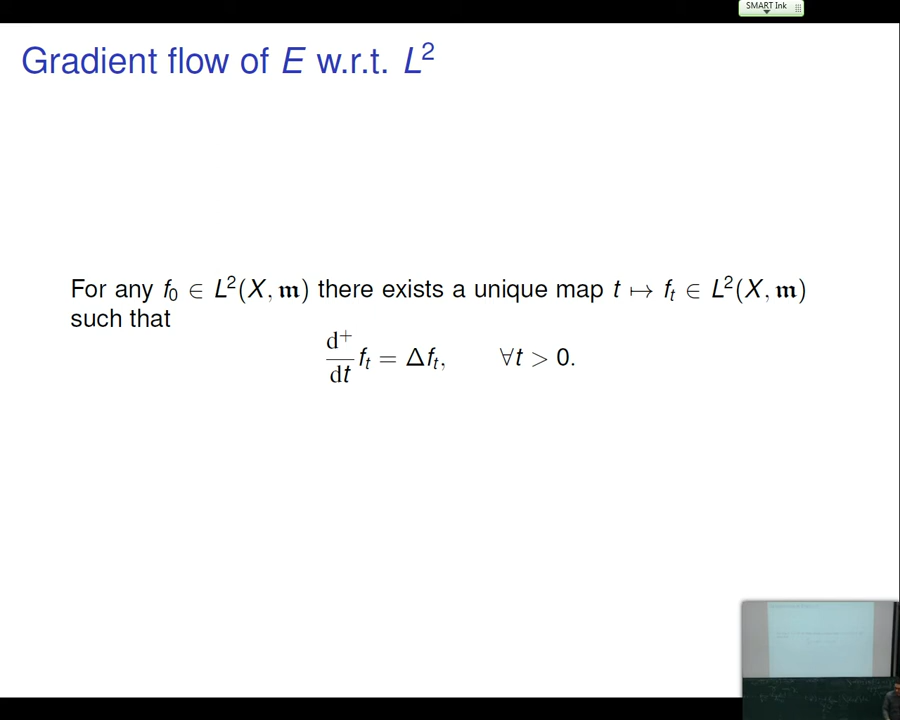 SMART Ink
Gradient flow of E w.r.t. L²
For any f₀ ∈ L²(X, 𝔪) there exists a unique map t ↦ fₜ ∈ L²(X, 𝔪)
such that
d⁺/dt fₜ = Δfₜ, ∀t > 0.